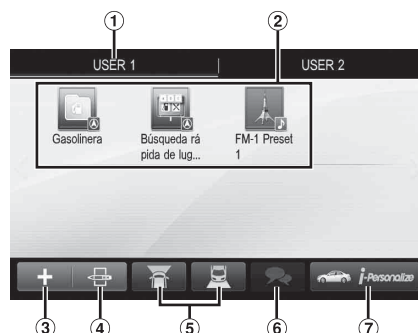 ① ②
USER 1 USER 2
Gasolinera Búsqueda rá FM-1 Preset
pida de lug... 1
+ i-Personalize
③ ④ ⑤ ⑥ ⑦